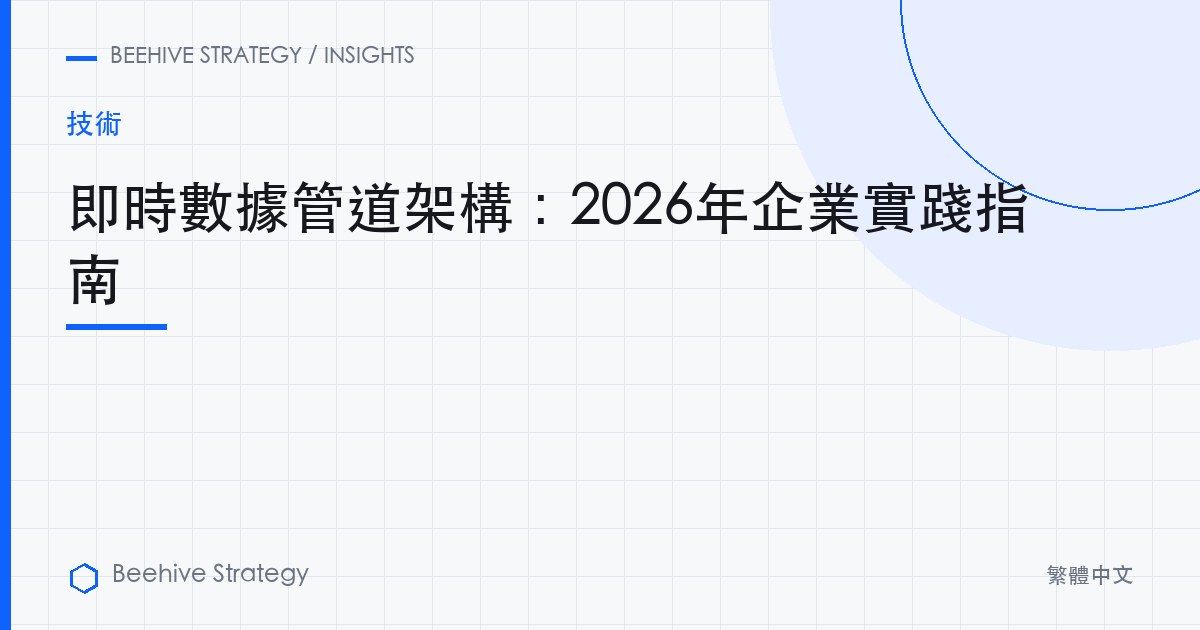 BEEHIVE STRATEGY / INSIGHTS
技術
即時數據管道架構：2026年企業實踐指
南
Beehive Strategy
繁體中文